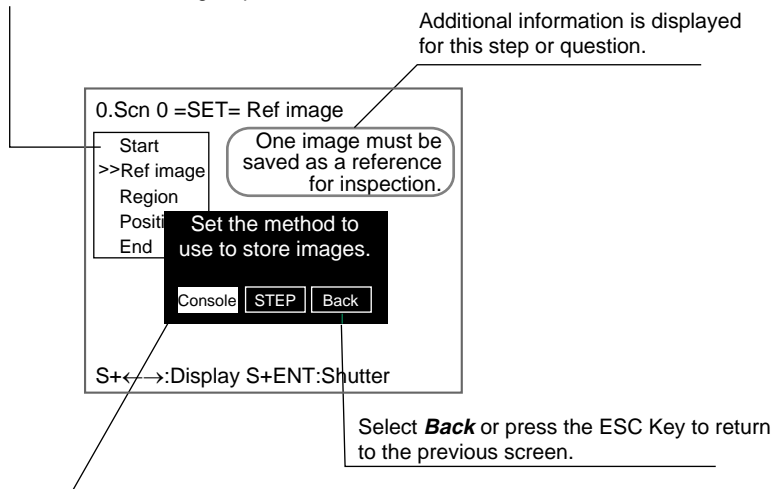 Additional information is displayed
for this step or question.
0.Scn 0 =SET= Ref image
Start
>>Ref image
Region
End
One image must be
saved as a reference
for inspection.
Set the method to
use to store images.
Console STEP Back
S+←→:Display S+ENT:Shutter
Select Back or press the ESC Key to return
to the previous screen.